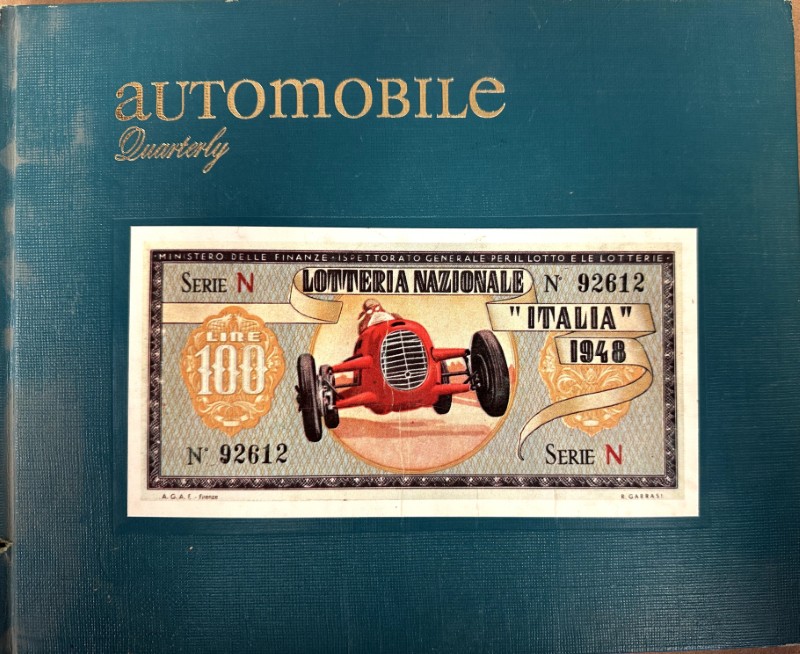 aUTOMOBILe
Quarterly
• MINISTERO DELLE FINANZE • ISPETTORATO GENERALE PER IL LOTTO E LE LOTTERIE •
SERIE N LOTTERIA NAZIONALE N° 92612
"ITALIA"
LIRE
1948
100
N° 92612
SERIE N
A.G.A.F. - Firenze
R. GARRASI